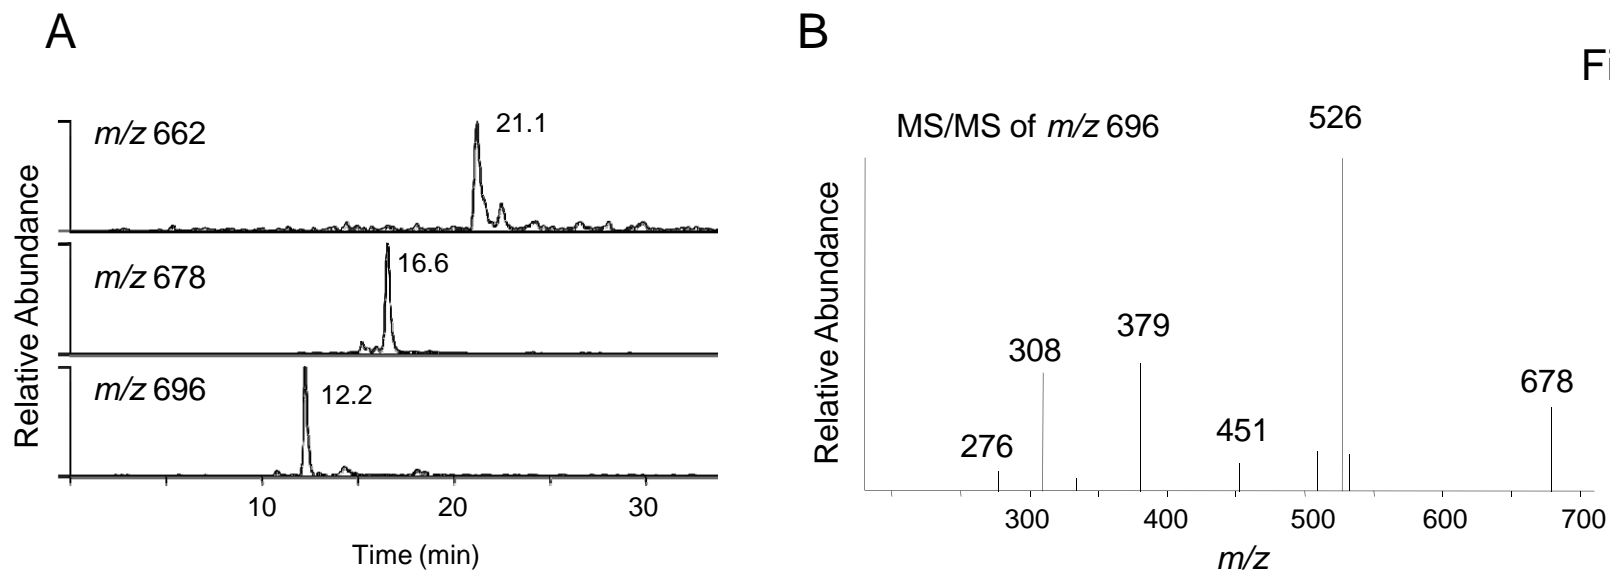 A
Relative Abundance
m/z 662
21.1
m/z 678
16.6
m/z 696
12.2
10 20 30
Time (min)
B
Fi
MS/MS of m/z 696
Relative Abundance
526
379
308
678
451
276
300 400 500 600 700
m/z